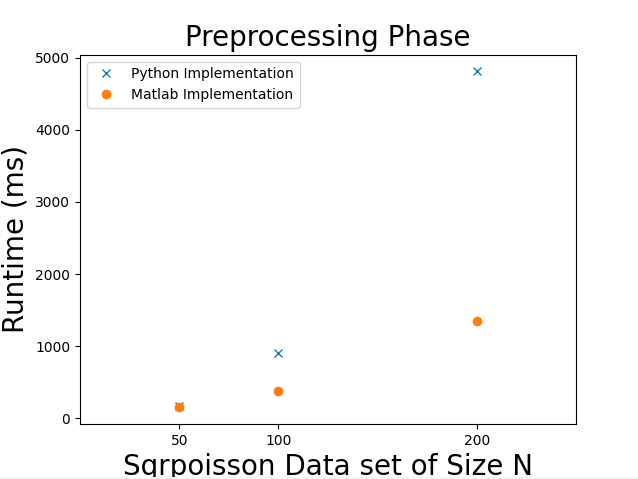 Preprocessing Phase
Python Implementation
Matlab Implementation
5000
4000
3000
2000
1000
0
Runtime (ms)
50 100 200
Sqrpoisson Data set of Size N